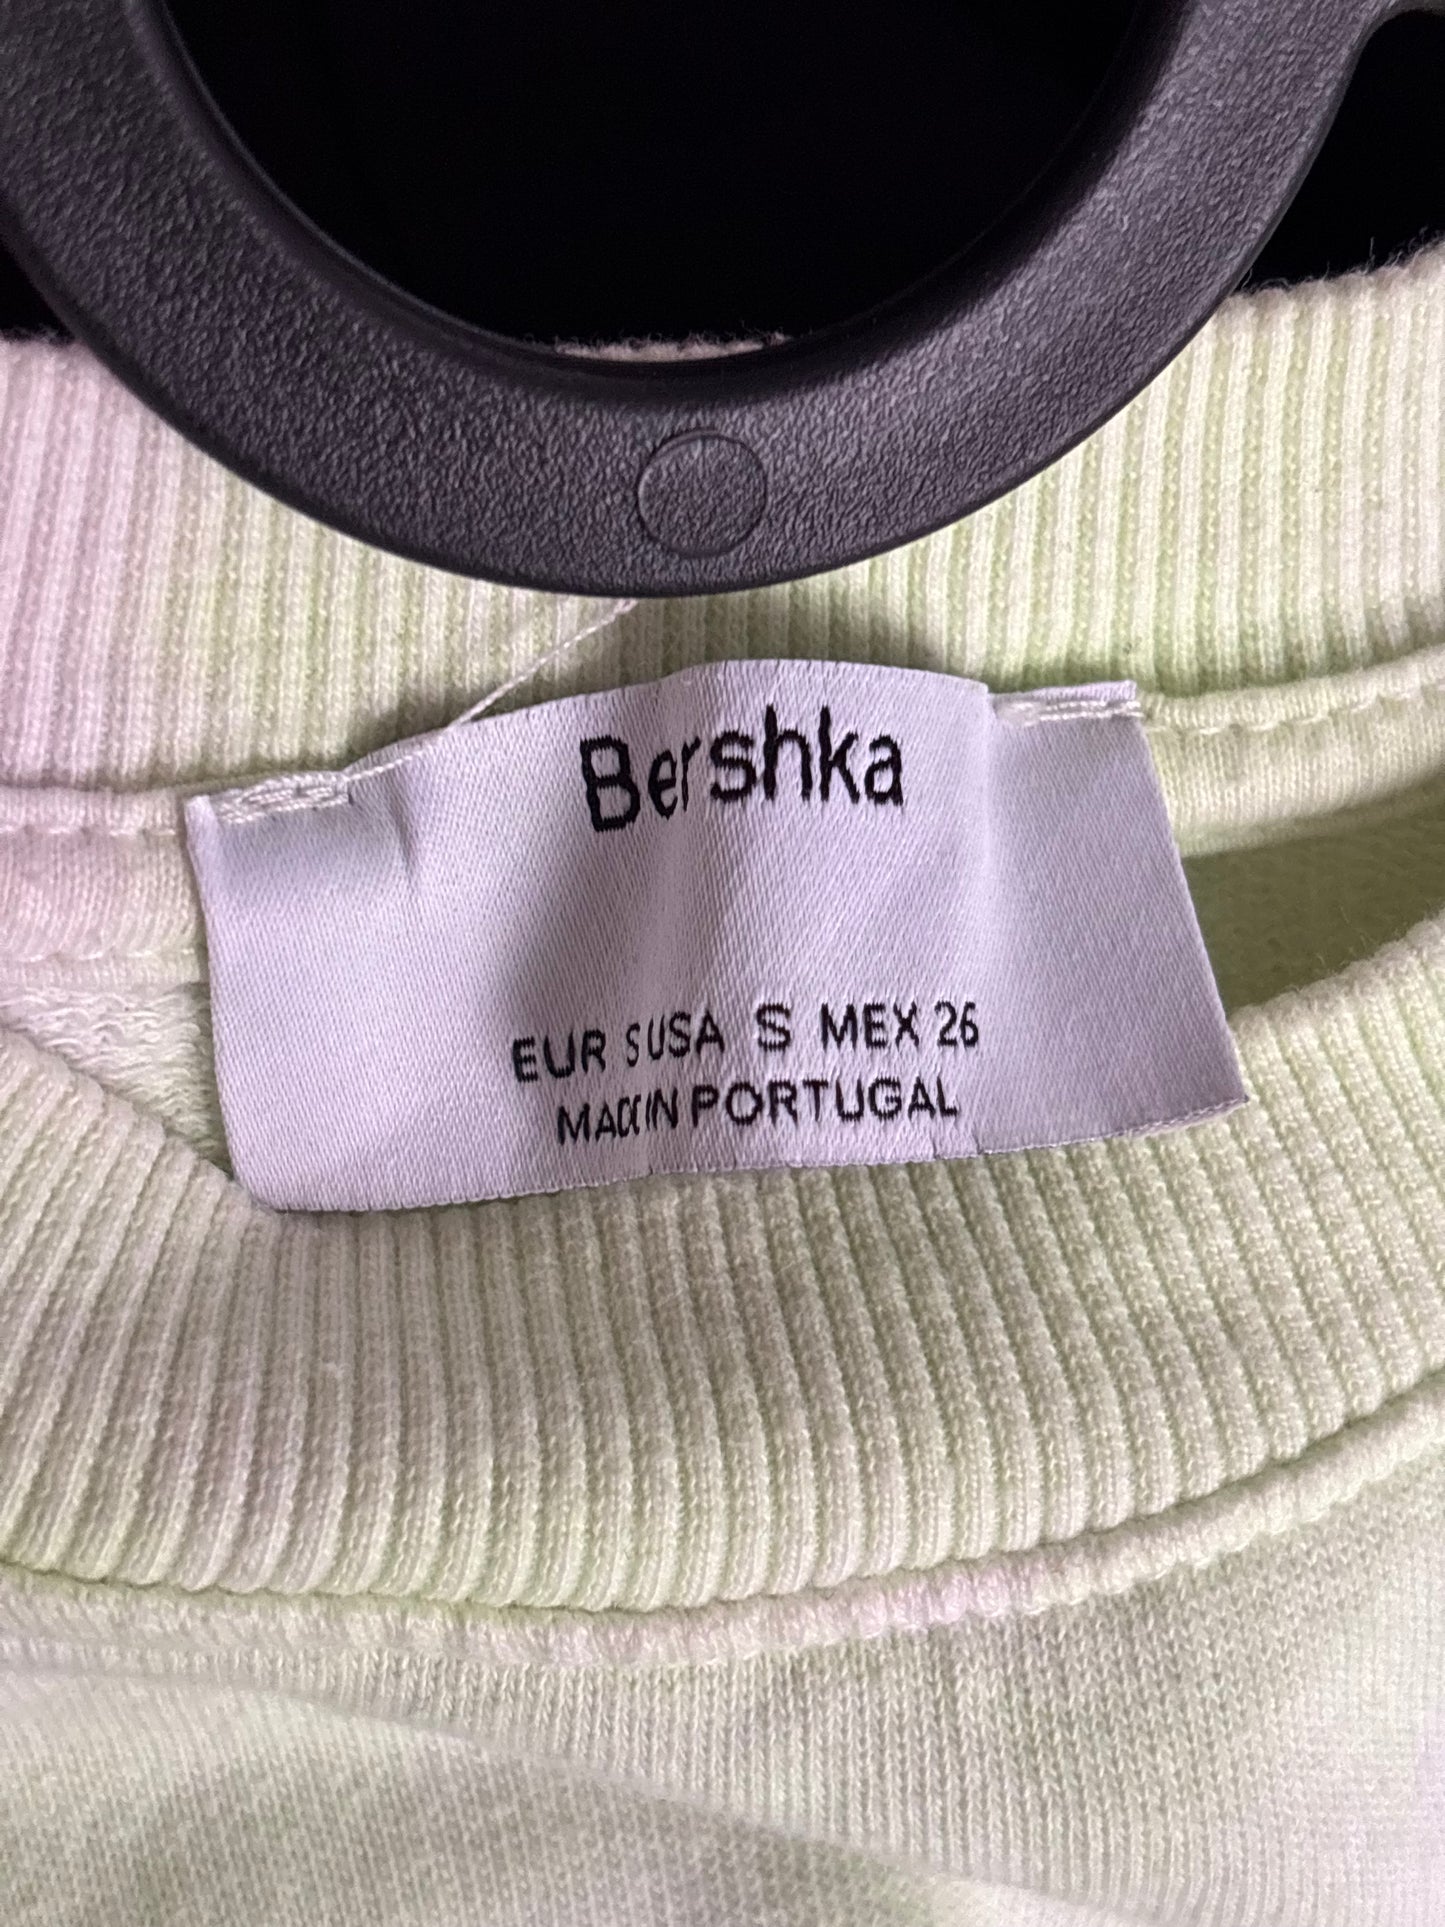 Bershka
EUR S USA S MEX 26
MADE IN PORTUGAL